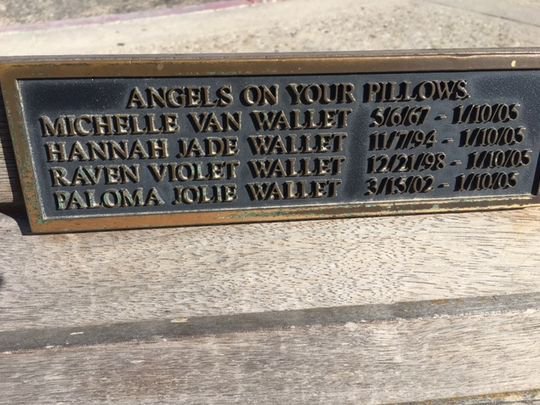 ANGELS ON YOUR PILLOWS.
MICHELLE VAN WALLET 5/6/67 - 1/10/05
HANNAH JADE WALLET 11/7/94 - 1/10/05
RAVEN VIOLET WALLET 12/21/98 - 1/10/05
PALOMA JOLIE WALLET 3/13/02 - 1/10/05